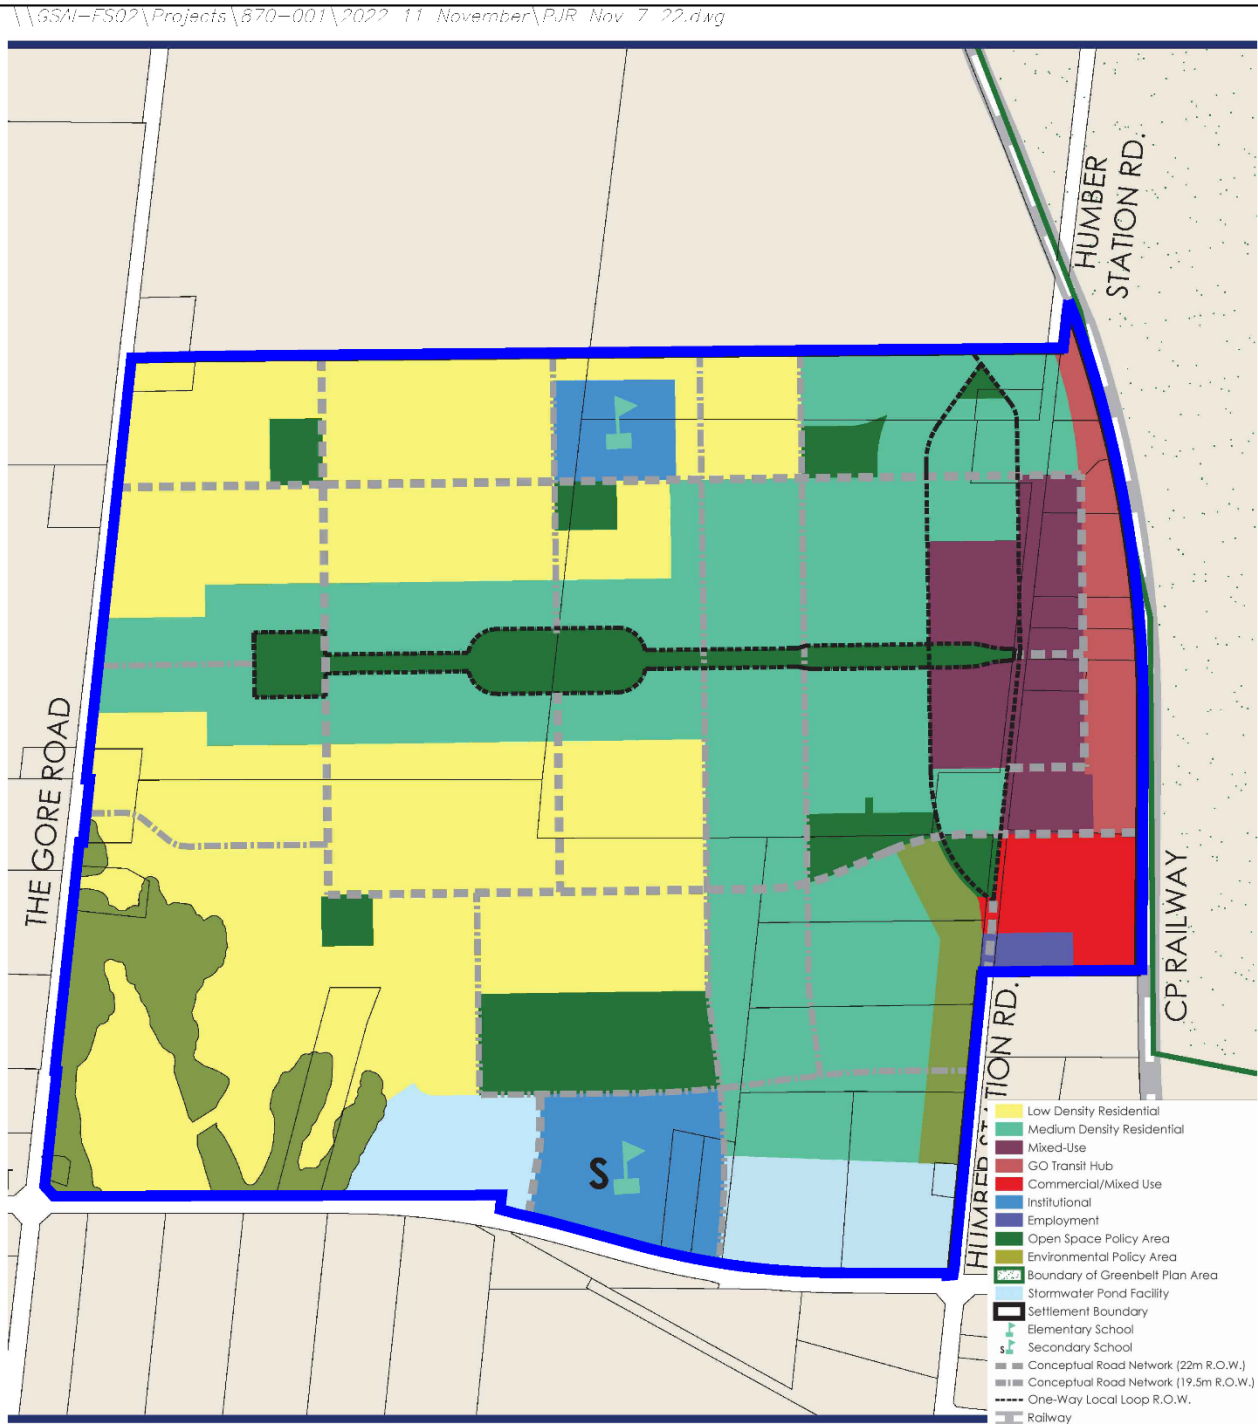 \\GSAI-FS02\Projects\870-001\2022 11 November\PJR Nov 7 22.dwg
HUMBER
STATION RD.
THE GORE ROAD
CP RAILWAY
HUMBER STATION RD.
S
Low Density Residential
Medium Density Residential
Mixed-Use
GO Transit Hub
Commercial/Mixed Use
Institutional
Employment
Open Space Policy Area
Environmental Policy Area
Boundary of Greenbelt Plan Area
Stormwater Pond Facility
Settlement Boundary
Elementary School
S Secondary School
Conceptual Road Network (22m R.O.W.)
Conceptual Road Network (19.5m R.O.W.)
One-Way Local Loop R.O.W.
Railway